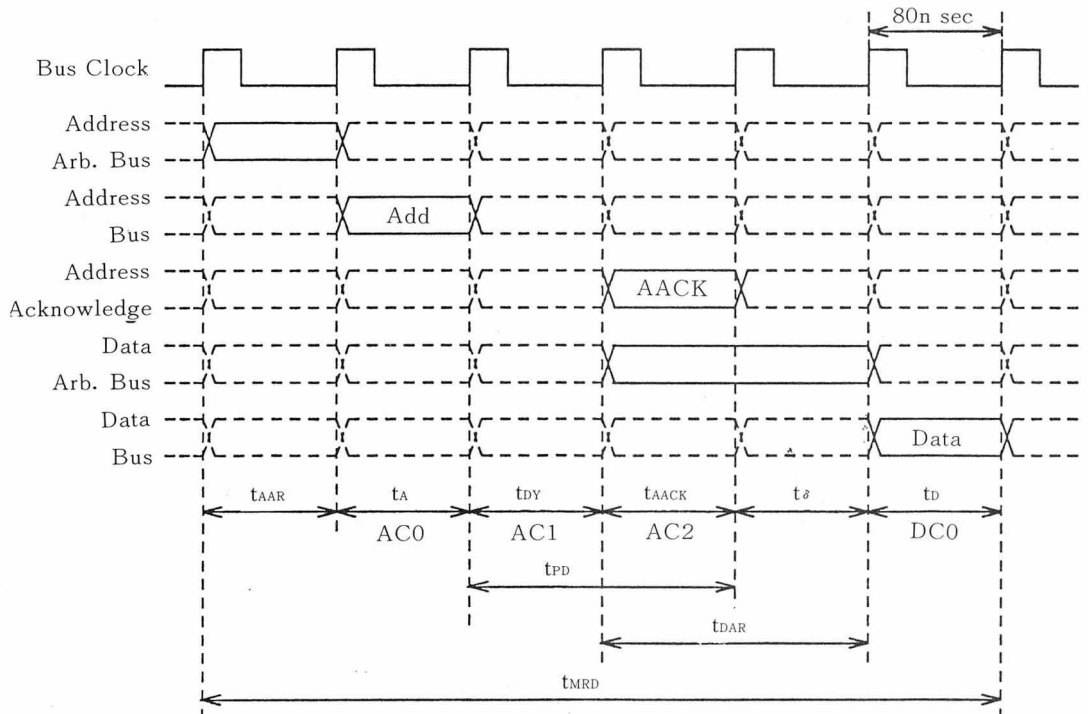 80n sec
Bus Clock
Address
Arb. Bus
Address
Bus
Add
Address
Acknowledge
AACK
Data
Arb. Bus
Data
Bus
Data
tAAR tA tDY tAACK tδ tD
AC0 AC1 AC2 DC0
tPD
tDAR
tMRD